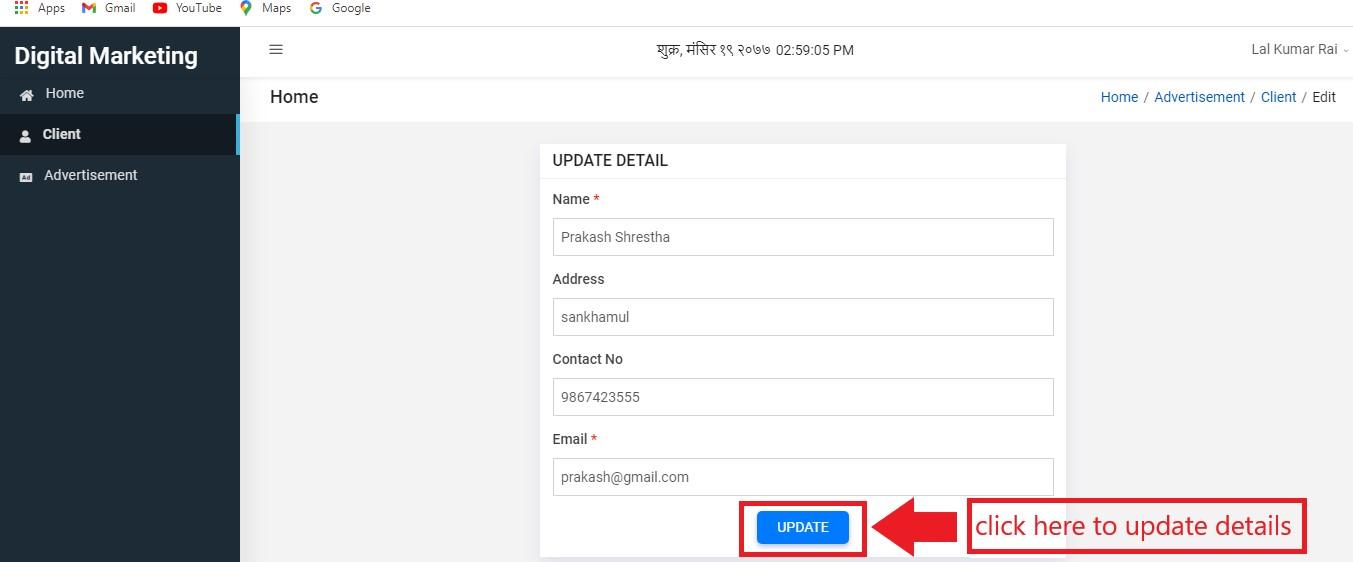 Apps Gmail YouTube Maps Google
Digital Marketing
शुक्र, मंसिर १९ २०७७ 02:59:05 PM
Lal Kumar Rai
Home
Client
Ad Advertisement
Home
Home / Advertisement / Client / Edit
UPDATE DETAIL
Name *
Prakash Shrestha
Address
sankhamul
Contact No
9867423555
Email *
prakash@gmail.com
UPDATE
click here to update details